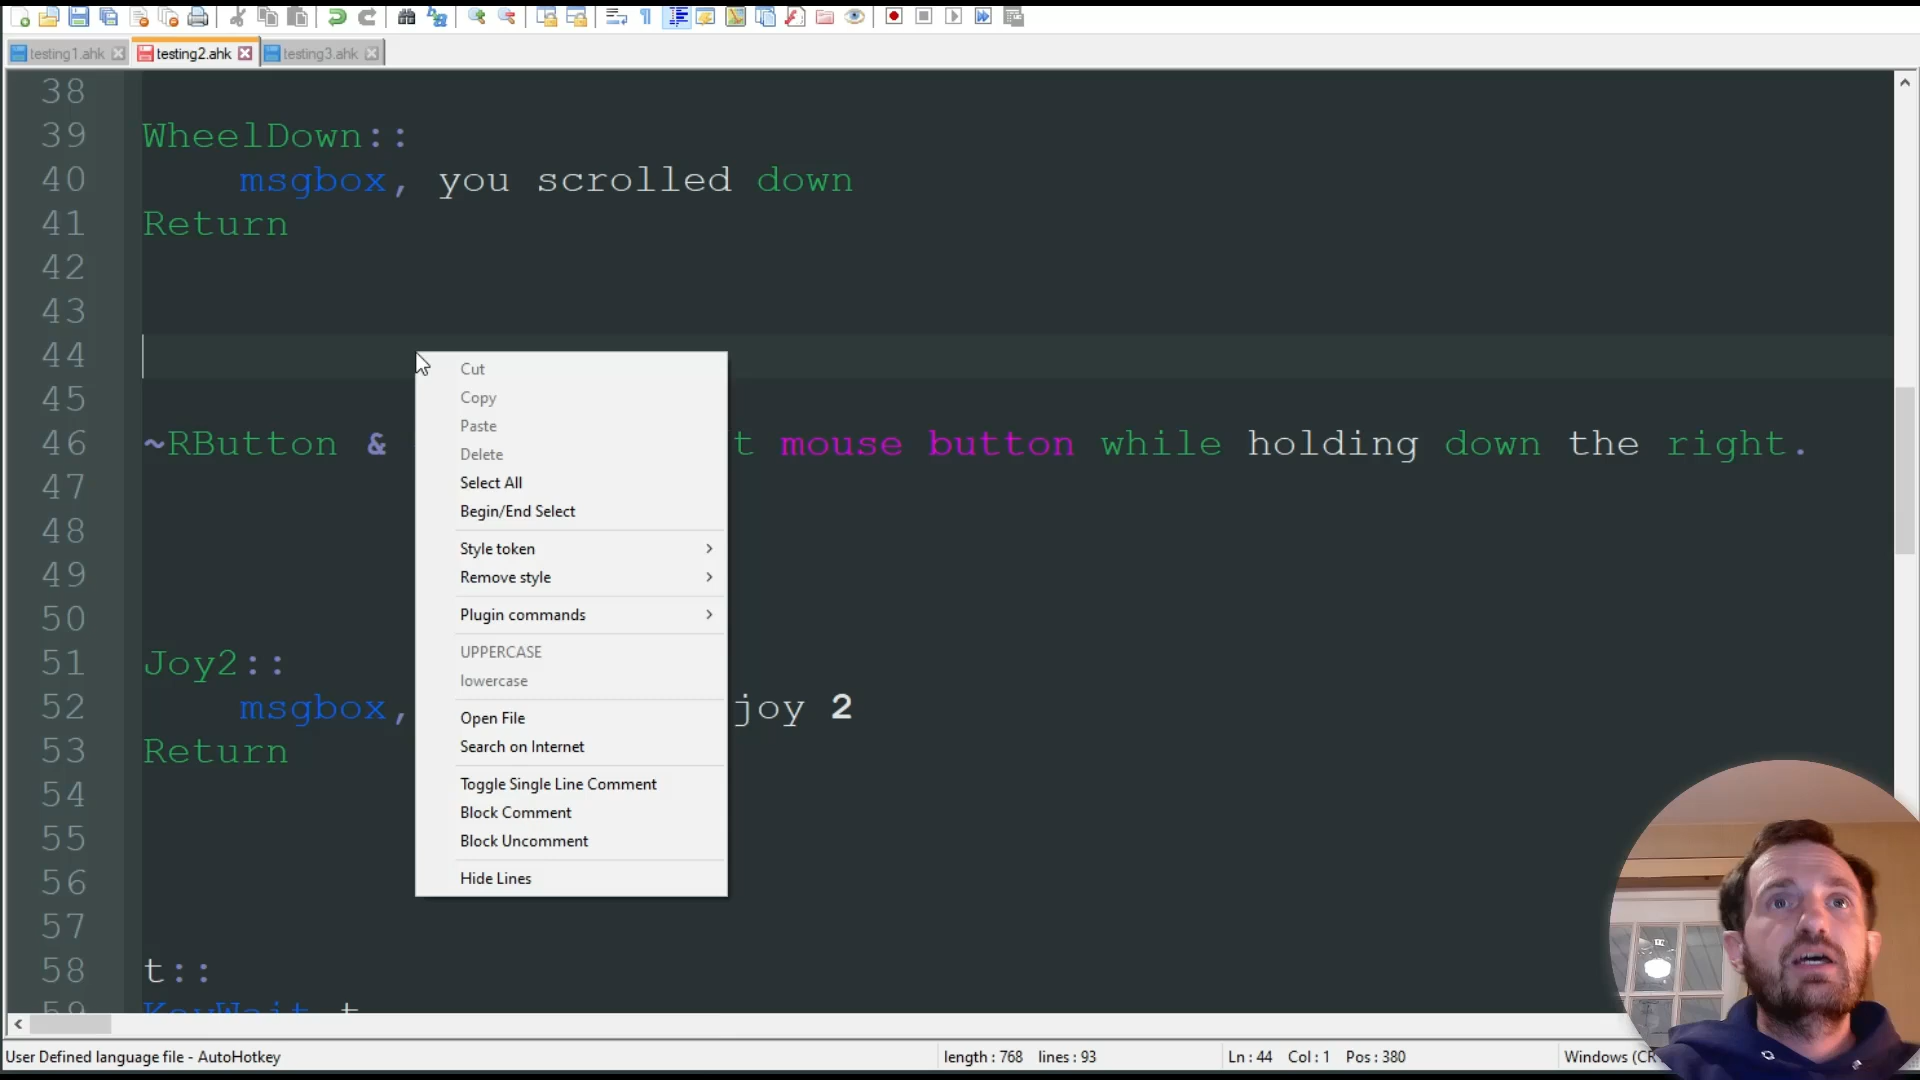 testing1.ahk testing2.ahk testing3.ahk
38
39 WheelDown::
40 msgbox, you scrolled down
41 Return
42
43
44
45
46 ~RButton & t mouse button while holding down the right.
47
48
49
50
51 Joy2::
52 msgbox, joy 2
53 Return
54
55
56
57
58 t::
59 KeyWait t
Cut
Copy
Paste
Delete
Select All
Begin/End Select
Style token
Remove style
Plugin commands
UPPERCASE
lowercase
Open File
Search on Internet
Toggle Single Line Comment
Block Comment
Block Uncomment
Hide Lines
User Defined language file - AutoHotkey length : 768 lines : 93 Ln : 44 Col : 1 Pos : 380 Windows (CR